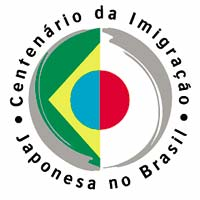 • Centenário da Imigração •
Japonesa no Brasil